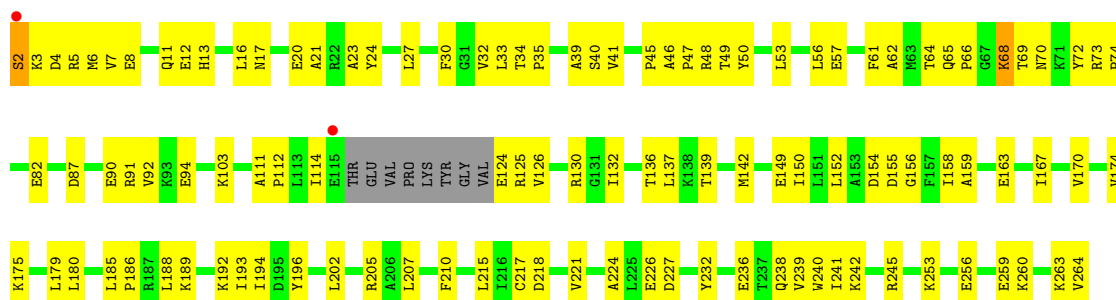 S2 K3 D4 R5 M6 V7 E8 Q11 E12 H13 L16 N17 E20 A21 R22 A23 Y24 L27 F30 G31 V32 L33 T34 P35 A39 S40 V41 P45 A46 P47 R48 T49 Y50 L53 L56 E57 F61 A62 M63 T64 Q65 P66 G67 K68 T69 N70 K71 Y72 R73
E82 D87 E90 R91 V92 K93 E94 K103 A111 P112 L113 I114 E115 THR GLU VAL PRO LYS TYR GLY VAL E124 R125 V126 R130 G131 I132 T136 L137 K138 T139 M142 E149 I150 L151 L152 A153 D154 D155 G156 F157 I158 A159 E163 I167 V170
K175 L179 L180 L185 P186 R187 L188 K189 K192 I193 I194 D195 Y196 L202 R205 A206 L207 F210 L215 I216 C217 D218 V221 A224 L225 E226 D227 Y232 E236 T237 Q238 V239 W240 I241 K242 R245 K253 E256 E259 K260 K263 V264